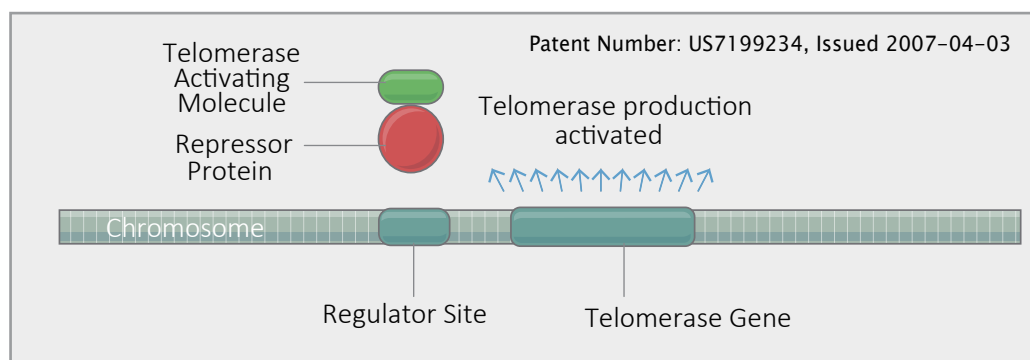 Patent Number: US7199234, Issued 2007-04-03
Telomerase
Activating
Molecule
Repressor
Protein
Telomerase production
activated
Chromosome
Regulator Site
Telomerase Gene